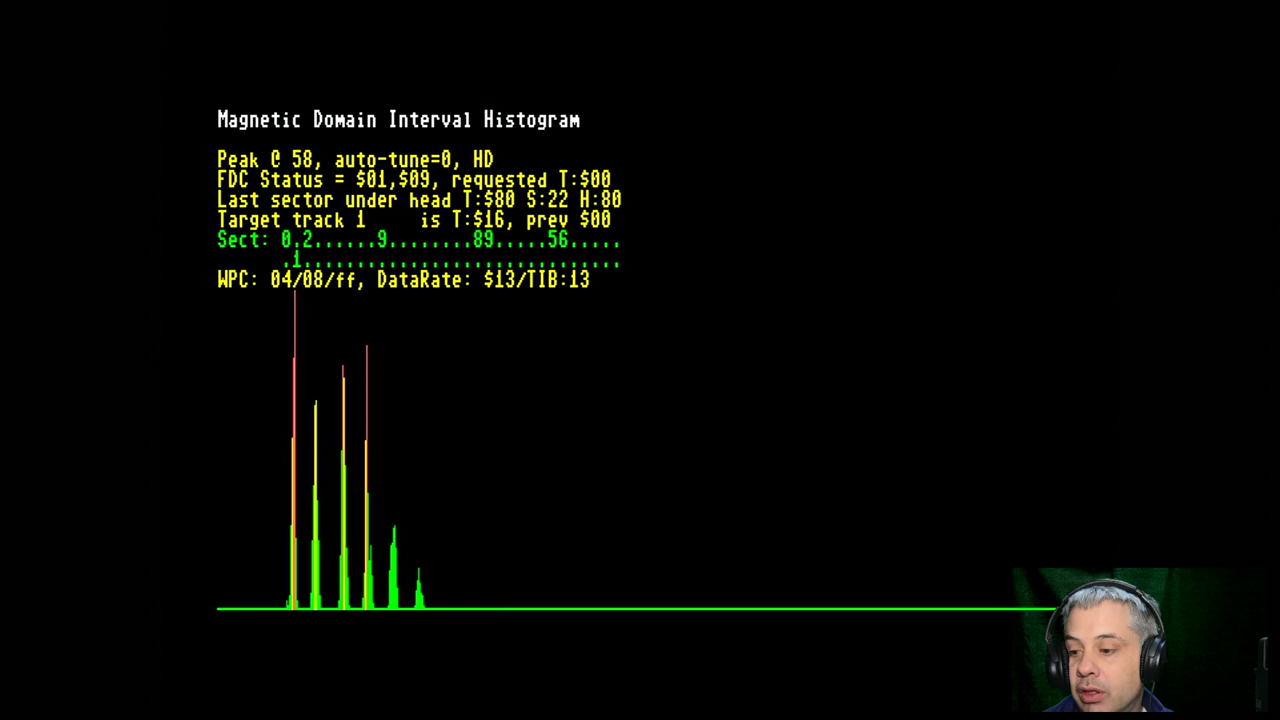 Magnetic Domain Interval Histogram
Peak @ 58, auto-tune=0, HD
FDC Status = $01,$09, requested T:$00
Last sector under head T:$80 S:22 H:80
Target track 1 is T:$16, prev $00
Sect: 0.2......9........89.....56.....
.1..............................
WPC: 04/08/ff, DataRate: $13/TIB:13